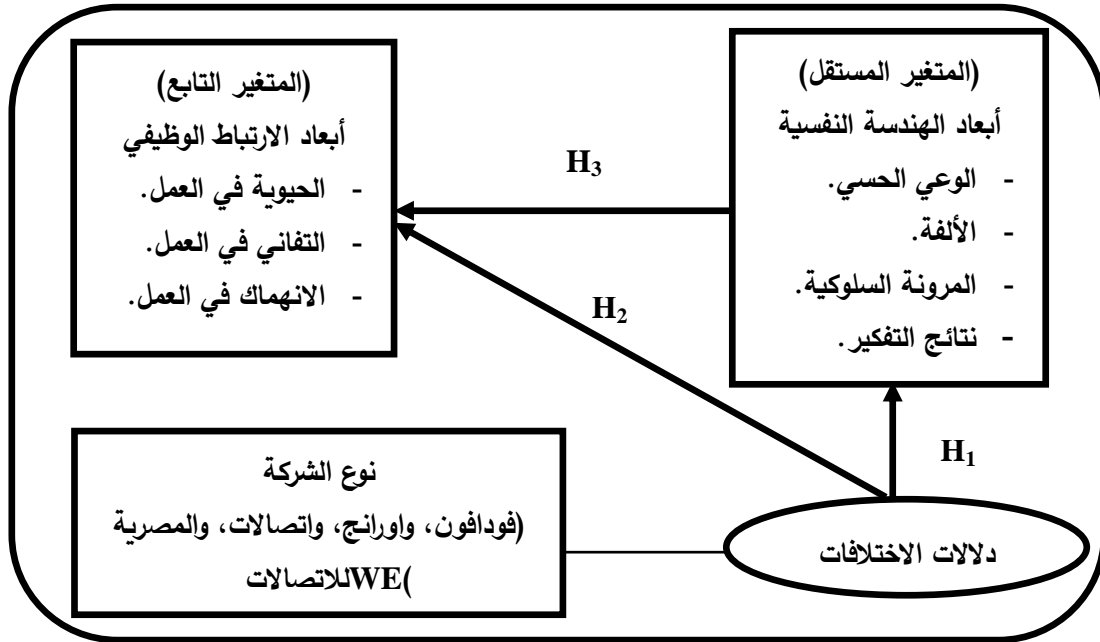 (المتغير المستقل)
أبعاد الهندسة النفسية
- الوعي الحسي.
- الألفة.
- المرونة السلوكية.
- نتائج التفكير.
(المتغير التابع)
أبعاد الارتباط الوظيفي
- الحيوية في العمل.
- التفاني في العمل.
- الانهماك في العمل.
H3
H2
H1
دلالات الاختلافات
نوع الشركة
(فودافون، واورانج، واتصالات، والمصرية
للاتصالاتWE)